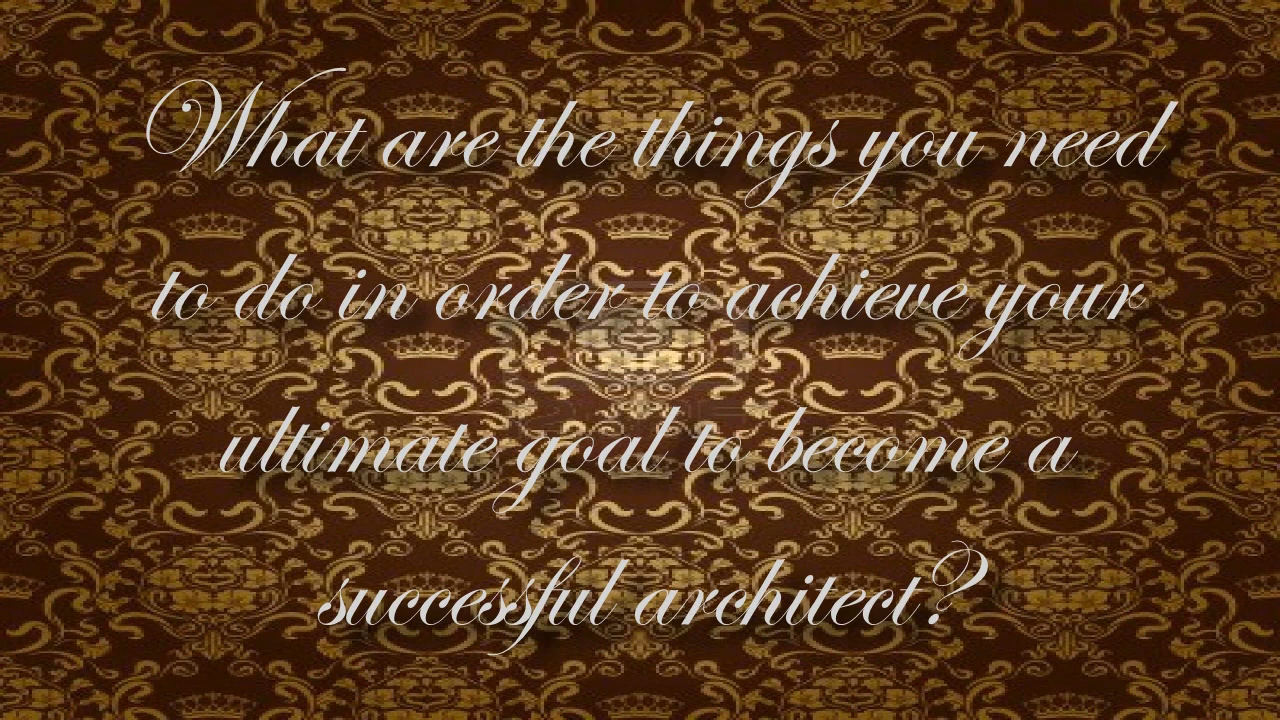 What are the things you need
to do in order to achieve your
ultimate goal to become a
successful architect?